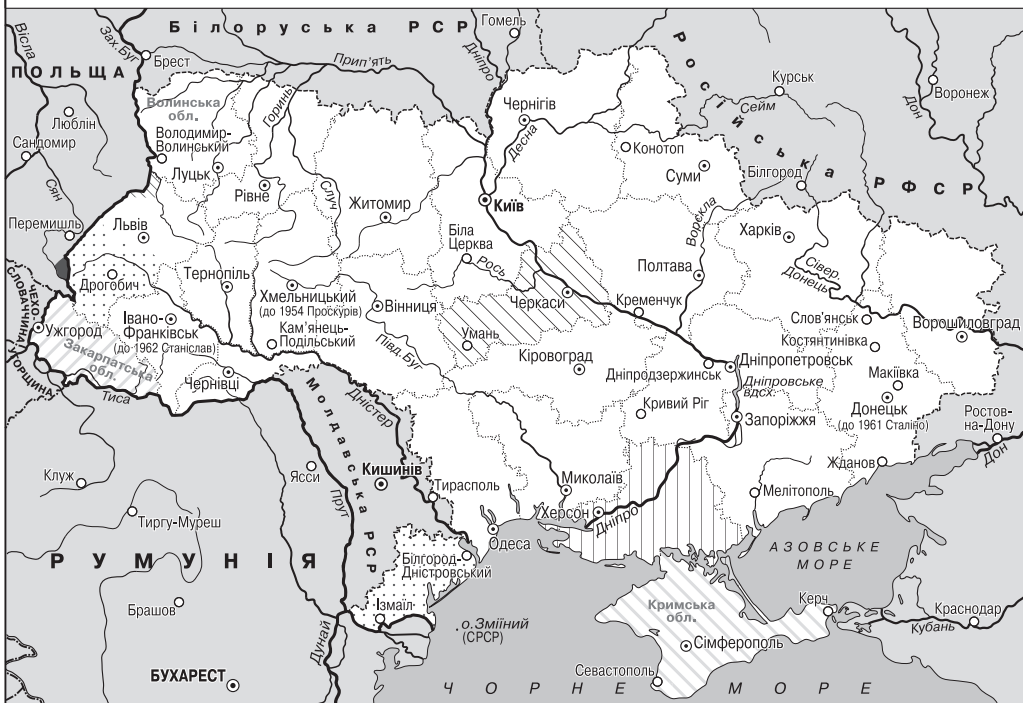 Білоруська РСР
Гомель
Вісла
Зах. Буг
Брест
Прип'ять
Дніпро
Російська РФСР
Курськ
Сейм
Дон
Воронеж
ПОЛЬЩА
Люблін
Сандомир
Сян
Перемишль
Волинська
обл.
Володимир-
Волинський
Луцьк
Горинь
Рівне
Случ
Чернігів
Десна
Конотоп
Суми
Білгород
Київ
Житомир
Біла
Церква
Рось
Ворскла
Харків
Сівер.
Донець
Полтава
Львів
Дрогобич
Тернопіль
Хмельницький
(до 1954 Проскурів)
Вінниця
Черкаси
Кременчук
Слов'янськ
Ворошиловград
ЧЕХО-
СЛОВАЧЧИНА
Ужгород
Івано-
Франківськ
(до 1962 Станіслав)
Кам'янець-
Подільський
Умань
Півд. Буг
Кіровоград
Костянтинівка
Дніпропетровськ
Дніпродзержинськ
Дніпровське
вдсх.
Макіївка
Закарпатська
обл.
УГОРЩИНА
Тиса
Чернівці
Молдавська РСР
Дністер
Кривий Ріг
Запоріжжя
Донецьк
(до 1961 Сталіно)
Ростов-
на-Дону
Дон
Клуж
Ясси
Кишинів
Прут
Тирасполь
Миколаїв
Херсон
Дніпро
Жданов
Мелітополь
Тиргу-Муреш
Одеса
РУМУНІЯ
Білгород-
Дністровський
АЗОВСЬКЕ
МОРЕ
Брашов
Ізмаїл
о. Зміїний
(СРСР)
Кримська
обл.
Керч
Краснодар
Кубань
Дунай
Сімферополь
Севастополь
БУХАРЕСТ
ЧОРНЕ МОРЕ